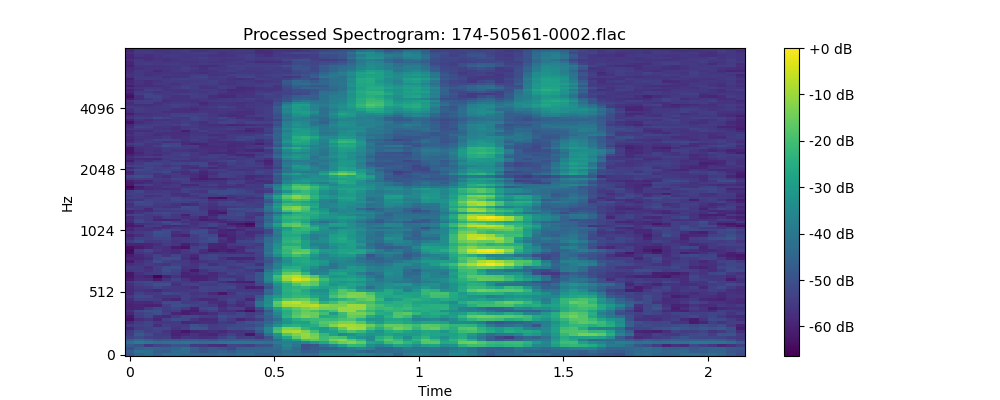 Processed Spectrogram: 174-50561-0002.flac
+0 dB
-10 dB
-20 dB
-30 dB
-40 dB
-50 dB
-60 dB
4096
2048
1024
512
0
Hz
0
0.5
1
1.5
2
Time